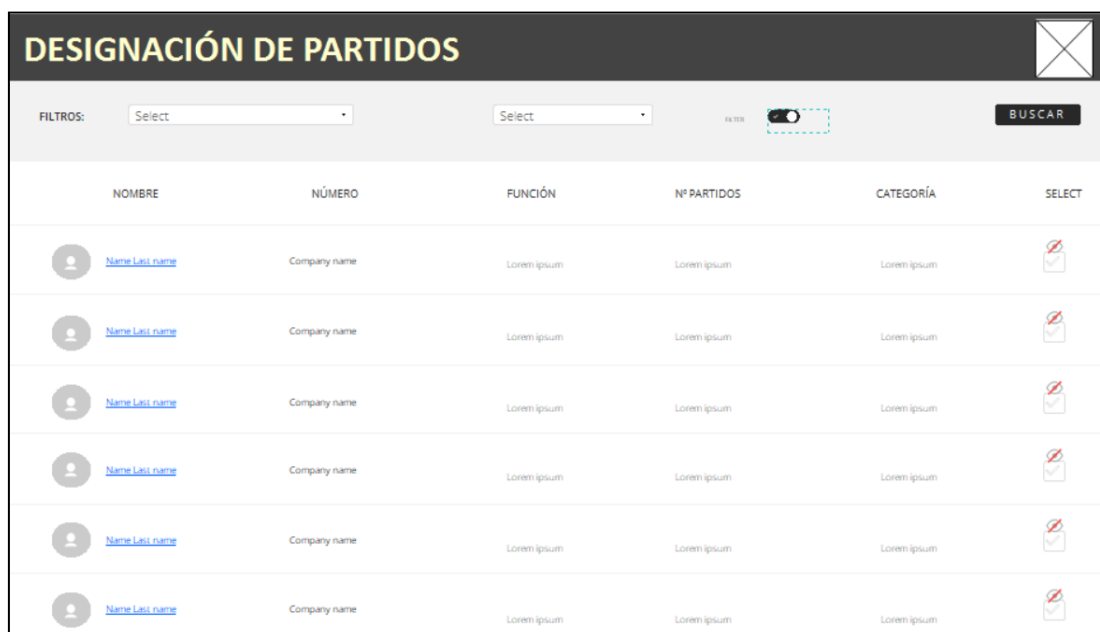 DESIGNACIÓN DE PARTIDOS
FILTROS: Select Select BUSCAR
NOMBRE NÚMERO FUNCIÓN Nº PARTIDOS CATEGORÍA SELECT
Name Last name Company name Lorem ipsum Lorem ipsum Lorem ipsum
Name Last name Company name Lorem ipsum Lorem ipsum Lorem ipsum
Name Last name Company name Lorem ipsum Lorem ipsum Lorem ipsum
Name Last name Company name Lorem ipsum Lorem ipsum Lorem ipsum
Name Last name Company name Lorem ipsum Lorem ipsum Lorem ipsum
Name Last name Company name Lorem ipsum Lorem ipsum Lorem ipsum